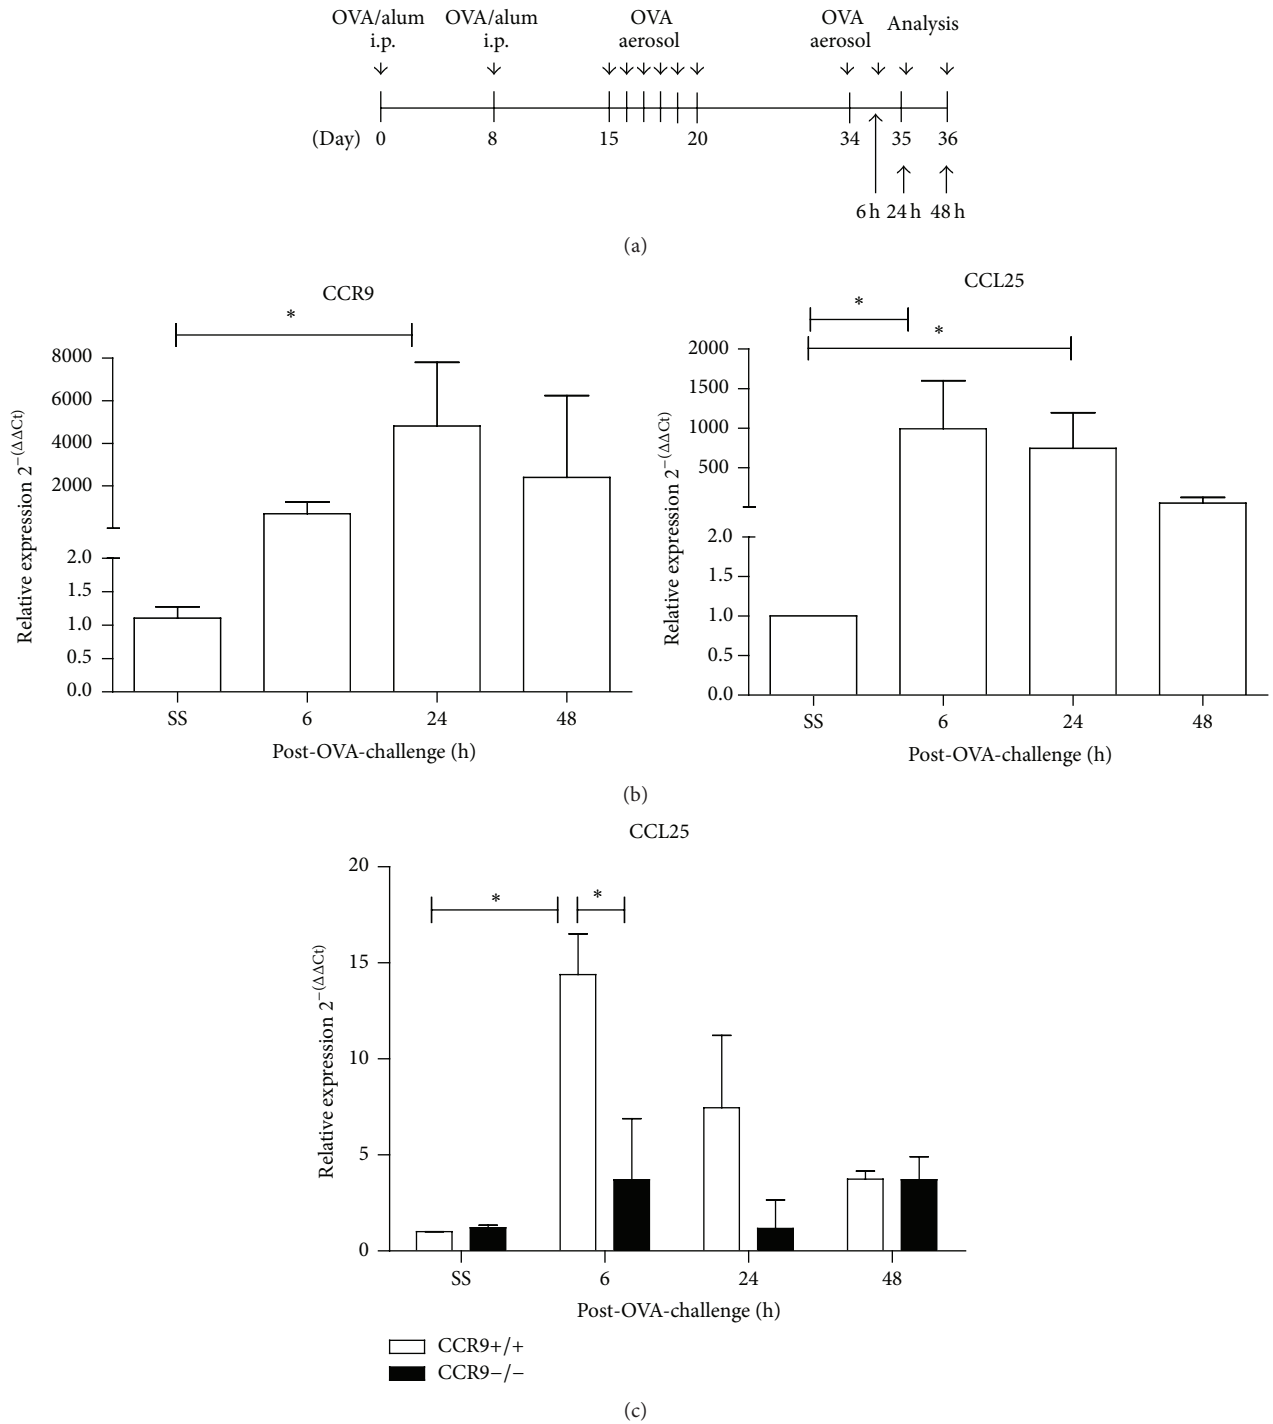 OVA/alum OVA/alum OVA OVA Analysis
i.p. i.p. aerosol aerosol
(Day) 0 8 15 20 34 35 36
6 h 24 h 48 h
(a)
CCR9
*
Relative expression 2−(ΔΔCt)
8000
6000
4000
2000
2.0
1.5
1.0
0.5
0.0
SS 6 24 48
Post-OVA-challenge (h)
CCL25
*
*
Relative expression 2−(ΔΔCt)
2000
1500
1000
500
2.0
1.5
1.0
0.5
0.0
SS 6 24 48
Post-OVA-challenge (h)
(b)
CCL25
* *
Relative expression 2−(ΔΔCt)
20
15
10
5
0
SS 6 24 48
Post-OVA-challenge (h)
CCR9+/+
CCR9−/−
(c)